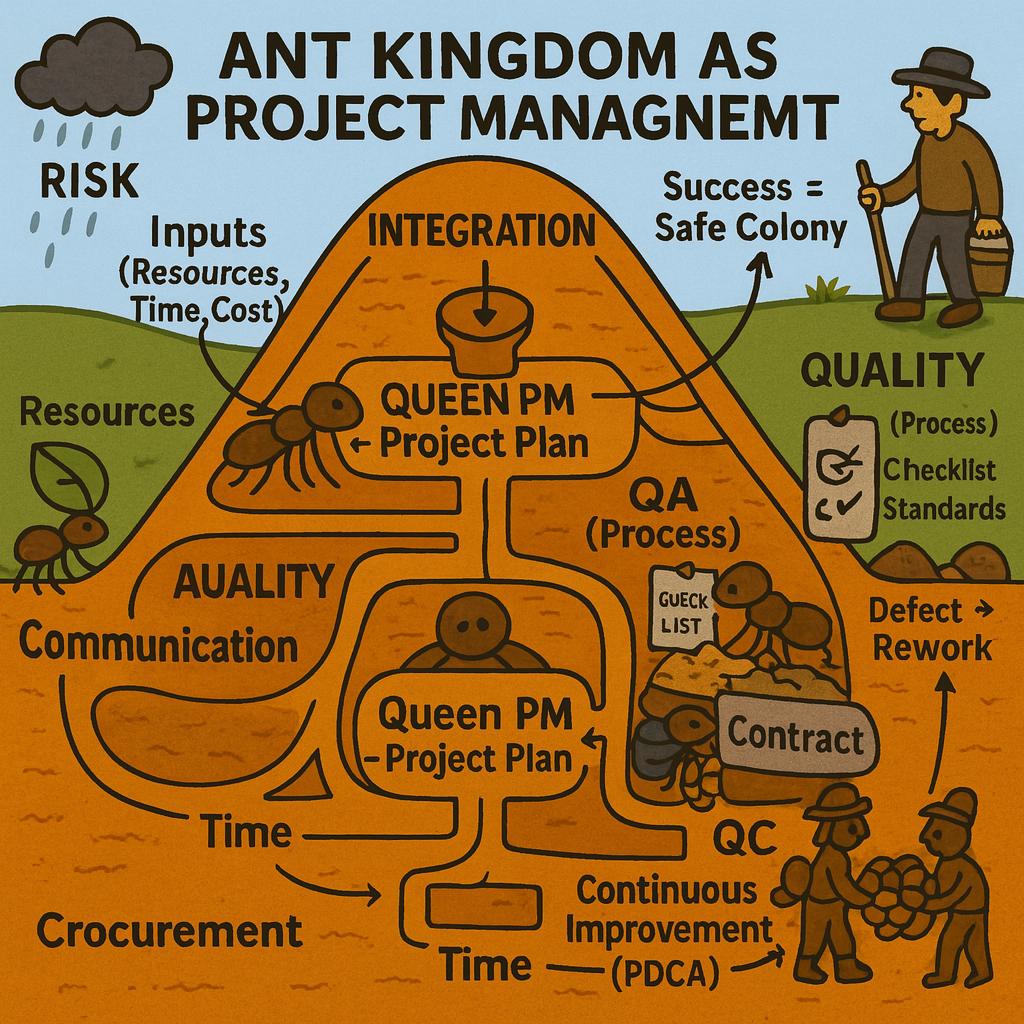 ANT KINGDOM AS
PROJECT MANAGNEMT
RISK
Inputs
(Resources,
Time,Cost)
INTEGRATION
Success =
Safe Colony
Resources
QUEEN PM
← Project Plan
QUALITY
(Process)
Checklist
Standards
QA
(Process)
AUALITY
Communication
GUECK
LIST
Defect →
Rework
Queen PM
-Project Plan
Contract
Time
QC
Crocurement
Continuous
Improvement
(PDCA)
Time